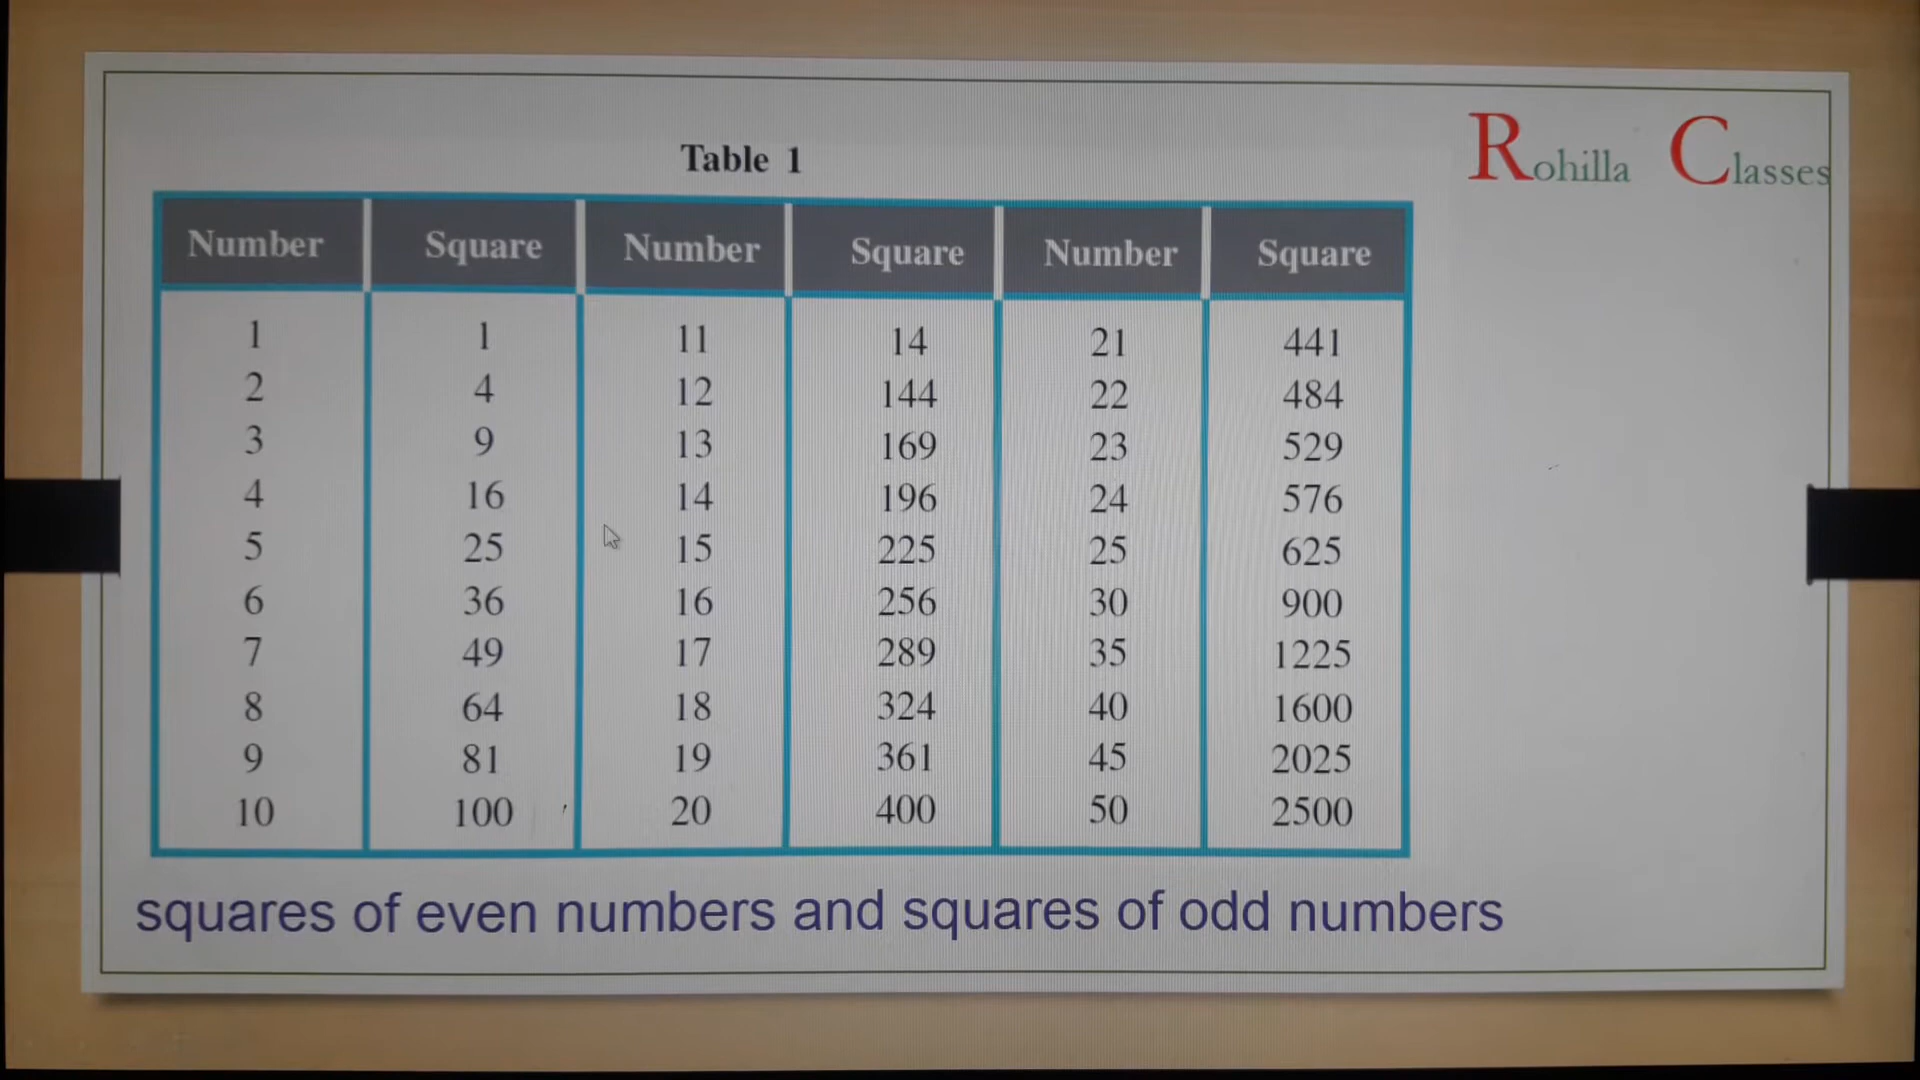 Rohilla Classes
Table 1
Number Square Number Square Number Square
1 1 11 14 21 441
2 4 12 144 22 484
3 9 13 169 23 529
4 16 14 196 24 576
5 25 15 225 25 625
6 36 16 256 30 900
7 49 17 289 35 1225
8 64 18 324 40 1600
9 81 19 361 45 2025
10 100 20 400 50 2500
squares of even numbers and squares of odd numbers